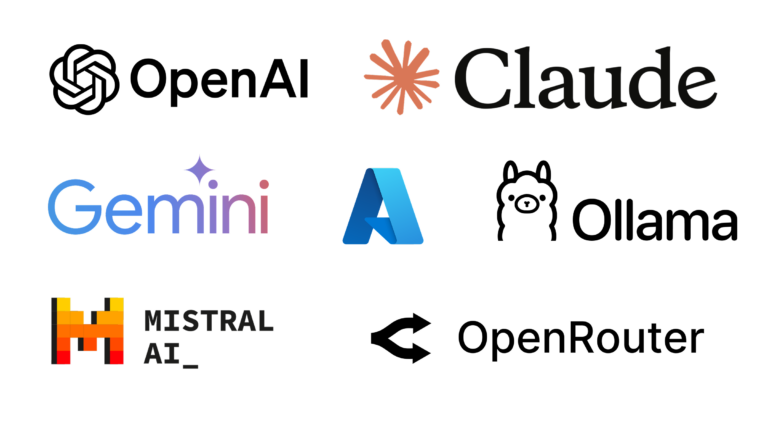 OpenAI
Claude
Gemini
Ollama
MISTRAL
AI_
OpenRouter